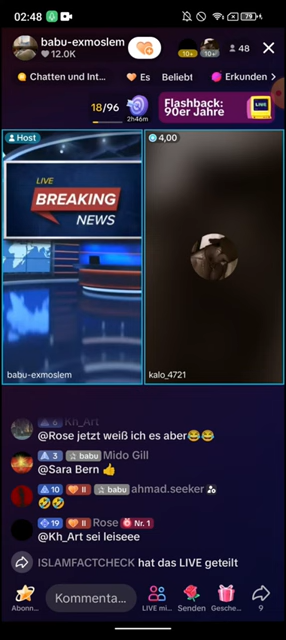 02:48
79
babu-exmoslem
12.0K
10+
10+
48
Chatten und Int...
Es
Beliebt
Erkunden
18/96
2h46m
Flashback:
90er Jahre
LIVE
Host
4,00
LIVE
BREAKING
NEWS
babu-exmoslem
kalo_4721
Kh_Art
@Rose jetzt weiß ich es aber😂😂
3 babu Mido Gill
@Sara Bern 👍
10 II babu ahmad.seeker
🤣🤣
19 II Rose Nr. 1
@Kh_Art sei leiseee
ISLAMFACTCHECK hat das LIVE geteilt
Abonn...
Kommenta...
LIVE mi...
Senden
Gesche...
9